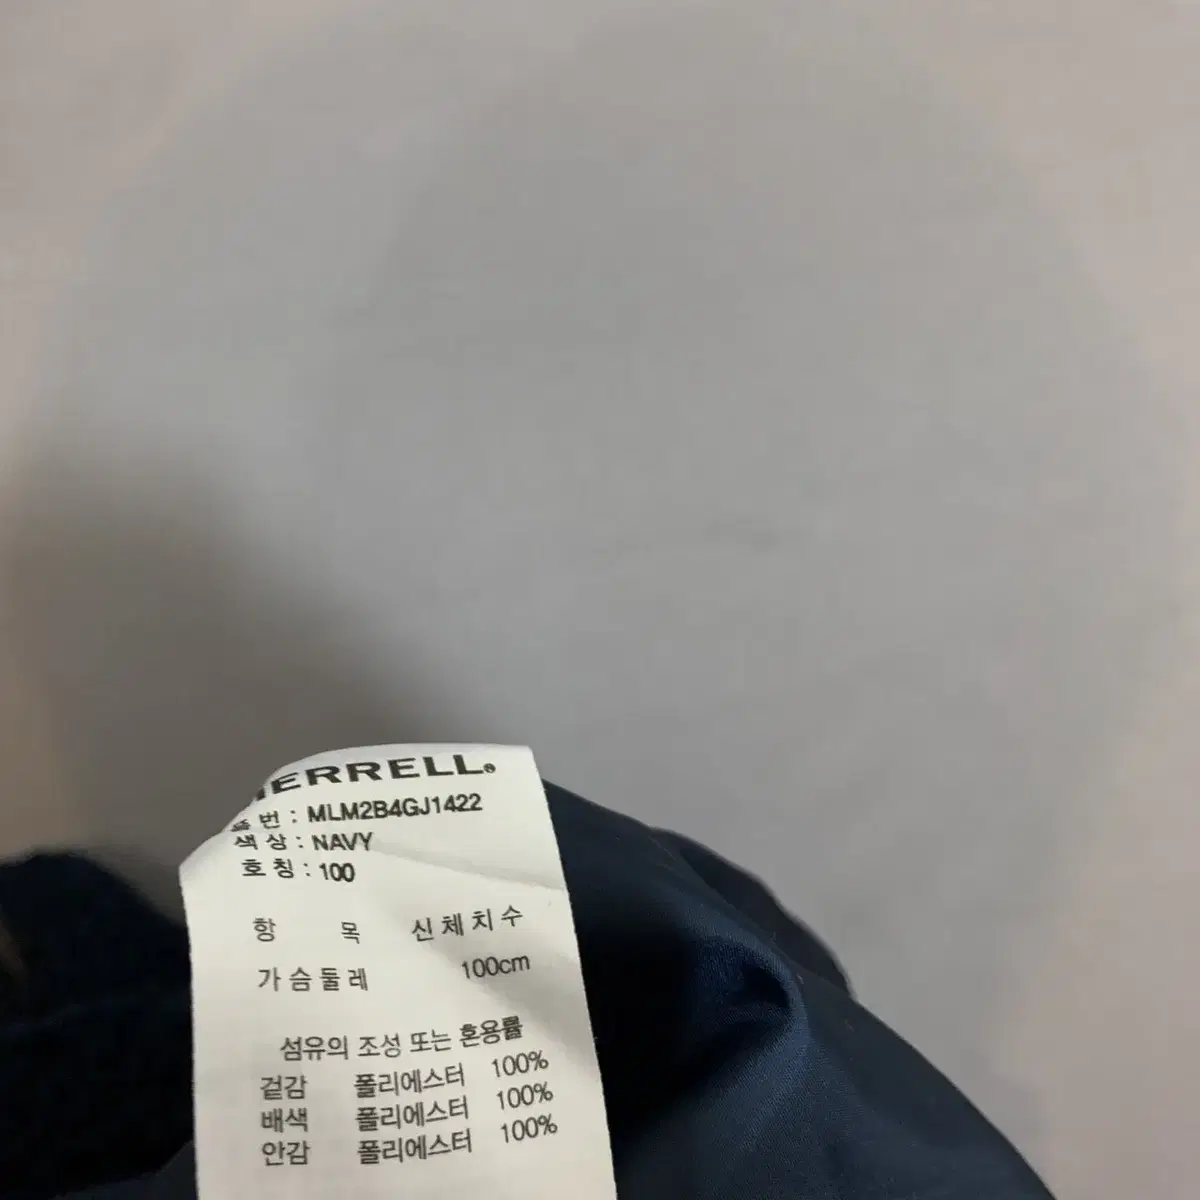 MERRELL®
품 번 : MLM2B4GJ1422
색 상 : NAVY
호 칭 : 100
항 목 신체치수
가슴둘레 100cm
섬유의 조성 또는 혼용률
겉감 폴리에스터 100%
배색 폴리에스터 100%
안감 폴리에스터 100%